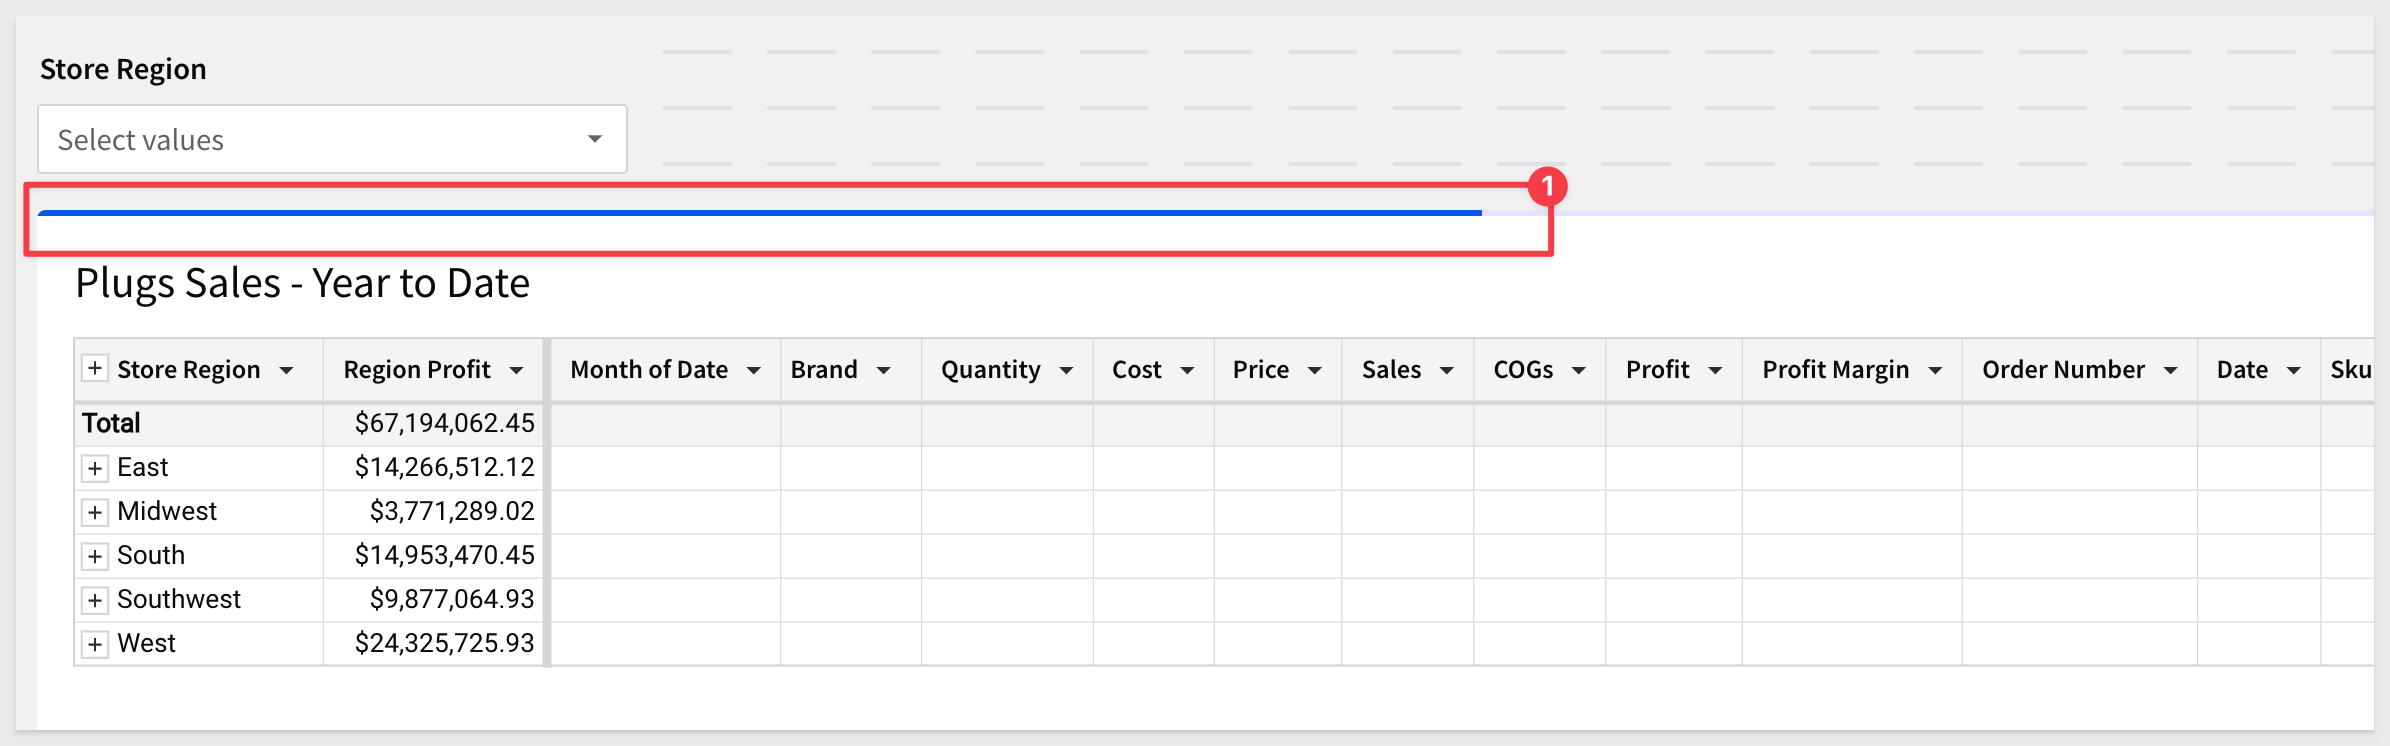 Store Region
Select values
1
Plugs Sales - Year to Date
+ Store Region Region Profit Month of Date Brand Quantity Cost Price Sales COGs Profit Profit Margin Order Number Date Sku
Total $67,194,062.45
+ East $14,266,512.12
+ Midwest $3,771,289.02
+ South $14,953,470.45
+ Southwest $9,877,064.93
+ West $24,325,725.93